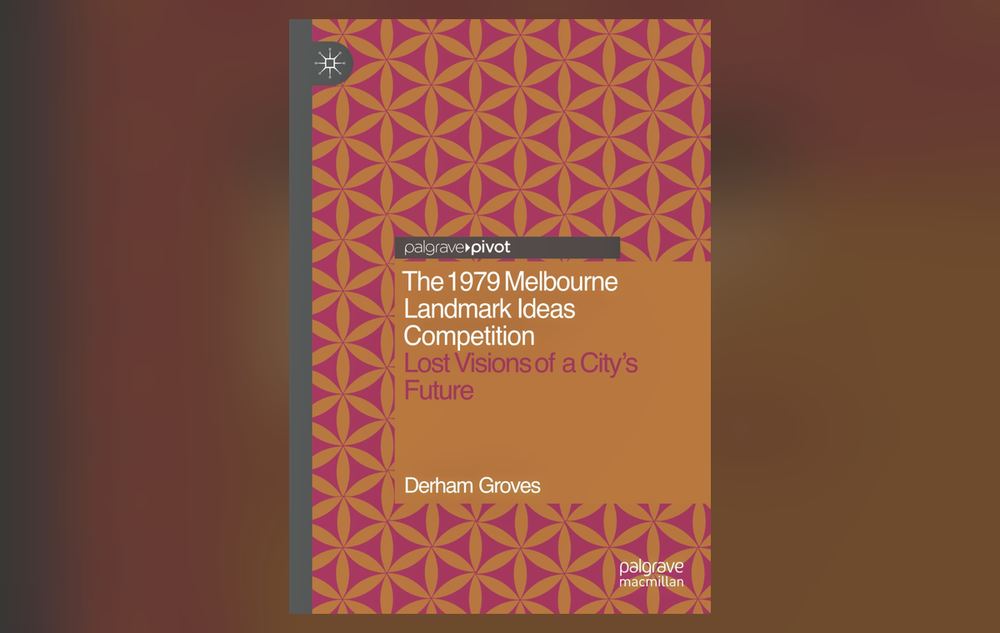 palgrave▸pivot
The 1979 Melbourne
Landmark Ideas
Competition
Lost Visions of a City's
Future
Derham Groves
palgrave
macmillan